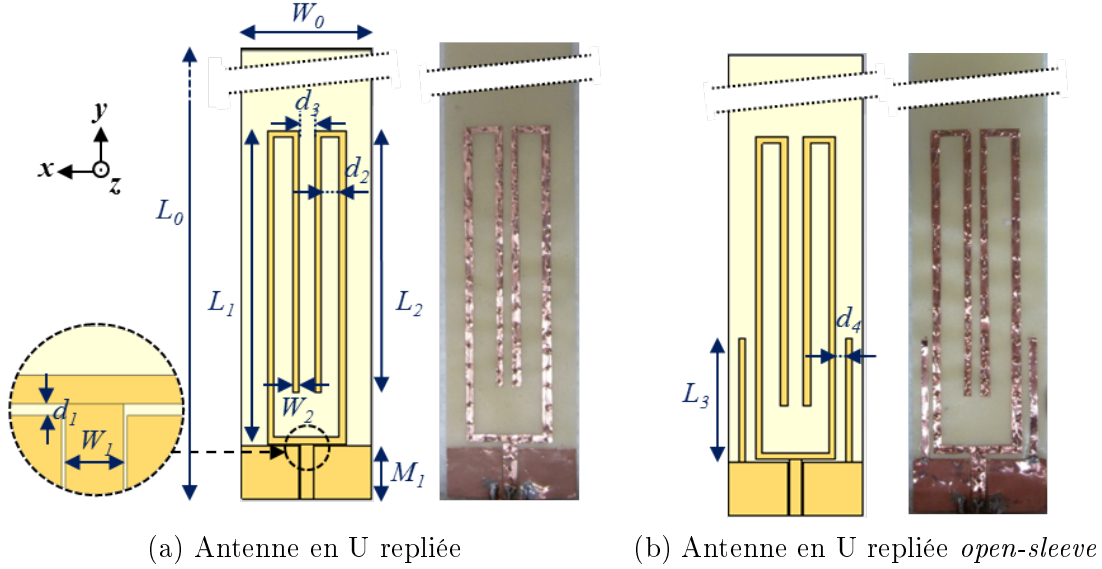 W0
d3
y
x
z
d2
L0
L1
L2
d4
d1
W1
W2
L3
M1
(a) Antenne en U repliée
(b) Antenne en U repliée open-sleeve